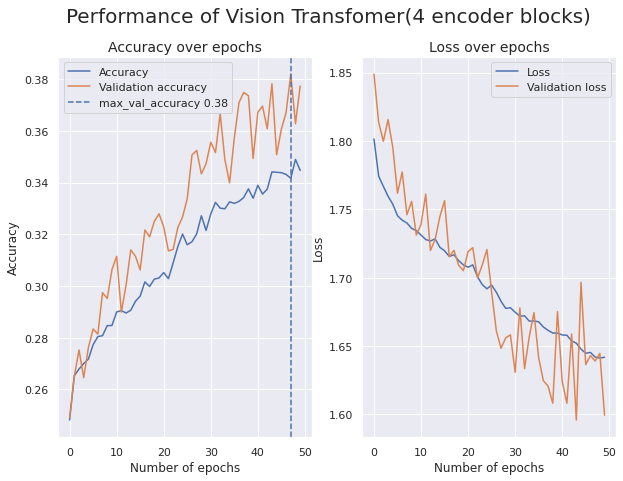 Performance of Vision Transfomer(4 encoder blocks)
Accuracy over epochs
Accuracy
Validation accuracy
max_val_accuracy 0.38
0.38
0.36
0.34
0.32
0.30
0.28
0.26
Accuracy
0
10
20
30
40
50
Number of epochs
Loss over epochs
Loss
Validation loss
1.85
1.80
1.75
1.70
1.65
1.60
Loss
0
10
20
30
40
50
Number of epochs